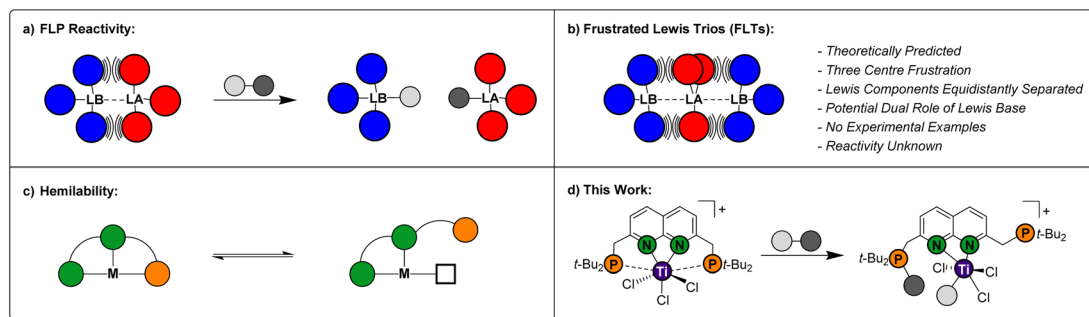 a) FLP Reactivity:
LB LA
LB
LA
b) Frustrated Lewis Trios (FLTs):
LB LA LB
- Theoretically Predicted
- Three Centre Frustration
- Lewis Components Equidistantly Separated
- Potential Dual Role of Lewis Base
- No Experimental Examples
- Reactivity Unknown
c) Hemilability:
M
M
d) This Work:
+
N N
t-Bu2 P Ti P t-Bu2
Cl
Cl Cl
+
N N P t-Bu2
t-Bu2 P
Cl Ti Cl
Cl